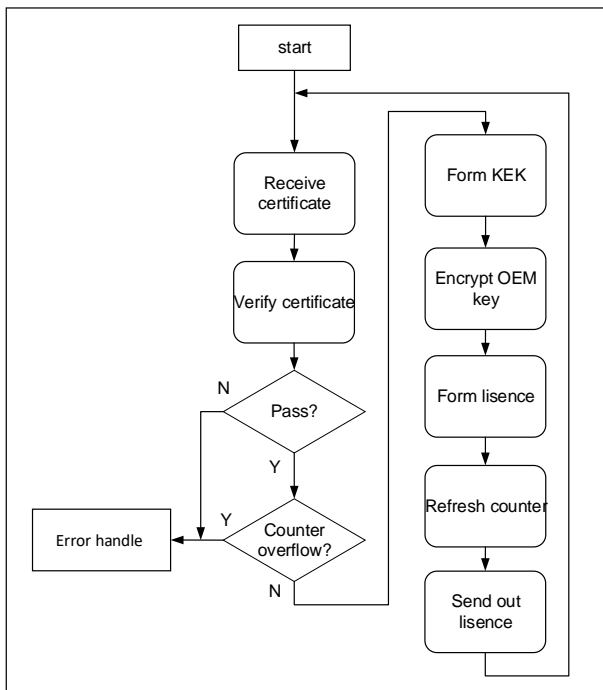 start
Receive
certificate
Verify certificate
N
Pass?
Y
Y
Counter
overflow?
N
Error handle
Form KEK
Encrypt OEM
key
Form lisence
Refresh counter
Send out
lisence